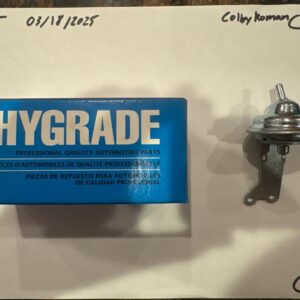 03/18/2025
Colby Roman
HYGRADE
PROFESSIONAL QUALITY AUTOMOTIVE PARTS
PIÈCES D'AUTOMOBILES DE QUALITÉ PROFESSIONNELLE
PIEZAS DE REPUESTO PARA AUTOMÓVILES
DE CALIDAD PROFESIONAL